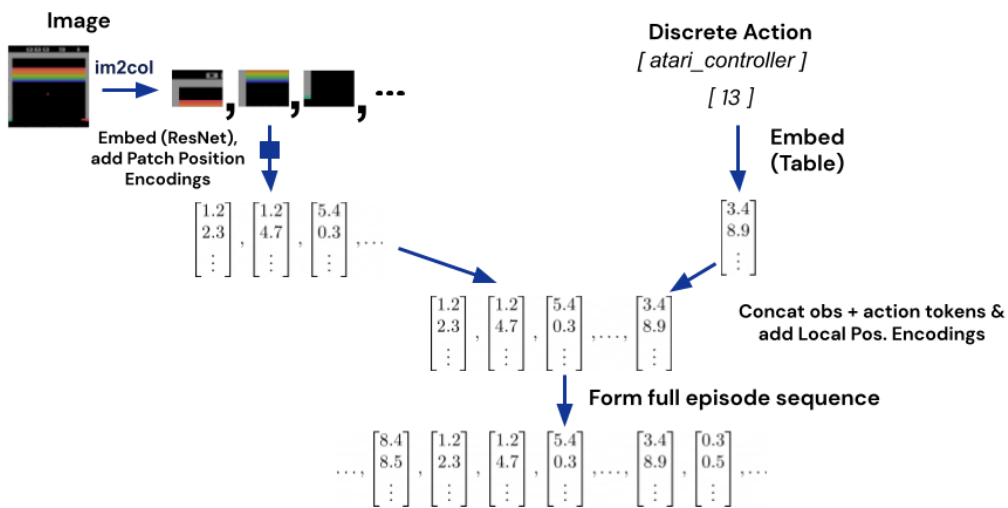 Image
Discrete Action
[ atari_controller ]
[ 13 ]
im2col
, , , ...
Embed (ResNet),
add Patch Position
Encodings
Embed
(Table)
[1.2 2.3 ⋮] , [1.2 4.7 ⋮] , [5.4 0.3 ⋮] , ...
[3.4 8.9 ⋮]
[1.2 2.3 ⋮] , [1.2 4.7 ⋮] , [5.4 0.3 ⋮] , ... , [3.4 8.9 ⋮]
Concat obs + action tokens &
add Local Pos. Encodings
Form full episode sequence
... , [8.4 8.5 ⋮] , [1.2 2.3 ⋮] , [1.2 4.7 ⋮] , [5.4 0.3 ⋮] , ... , [3.4 8.9 ⋮] , [0.3 0.5 ⋮] , ...